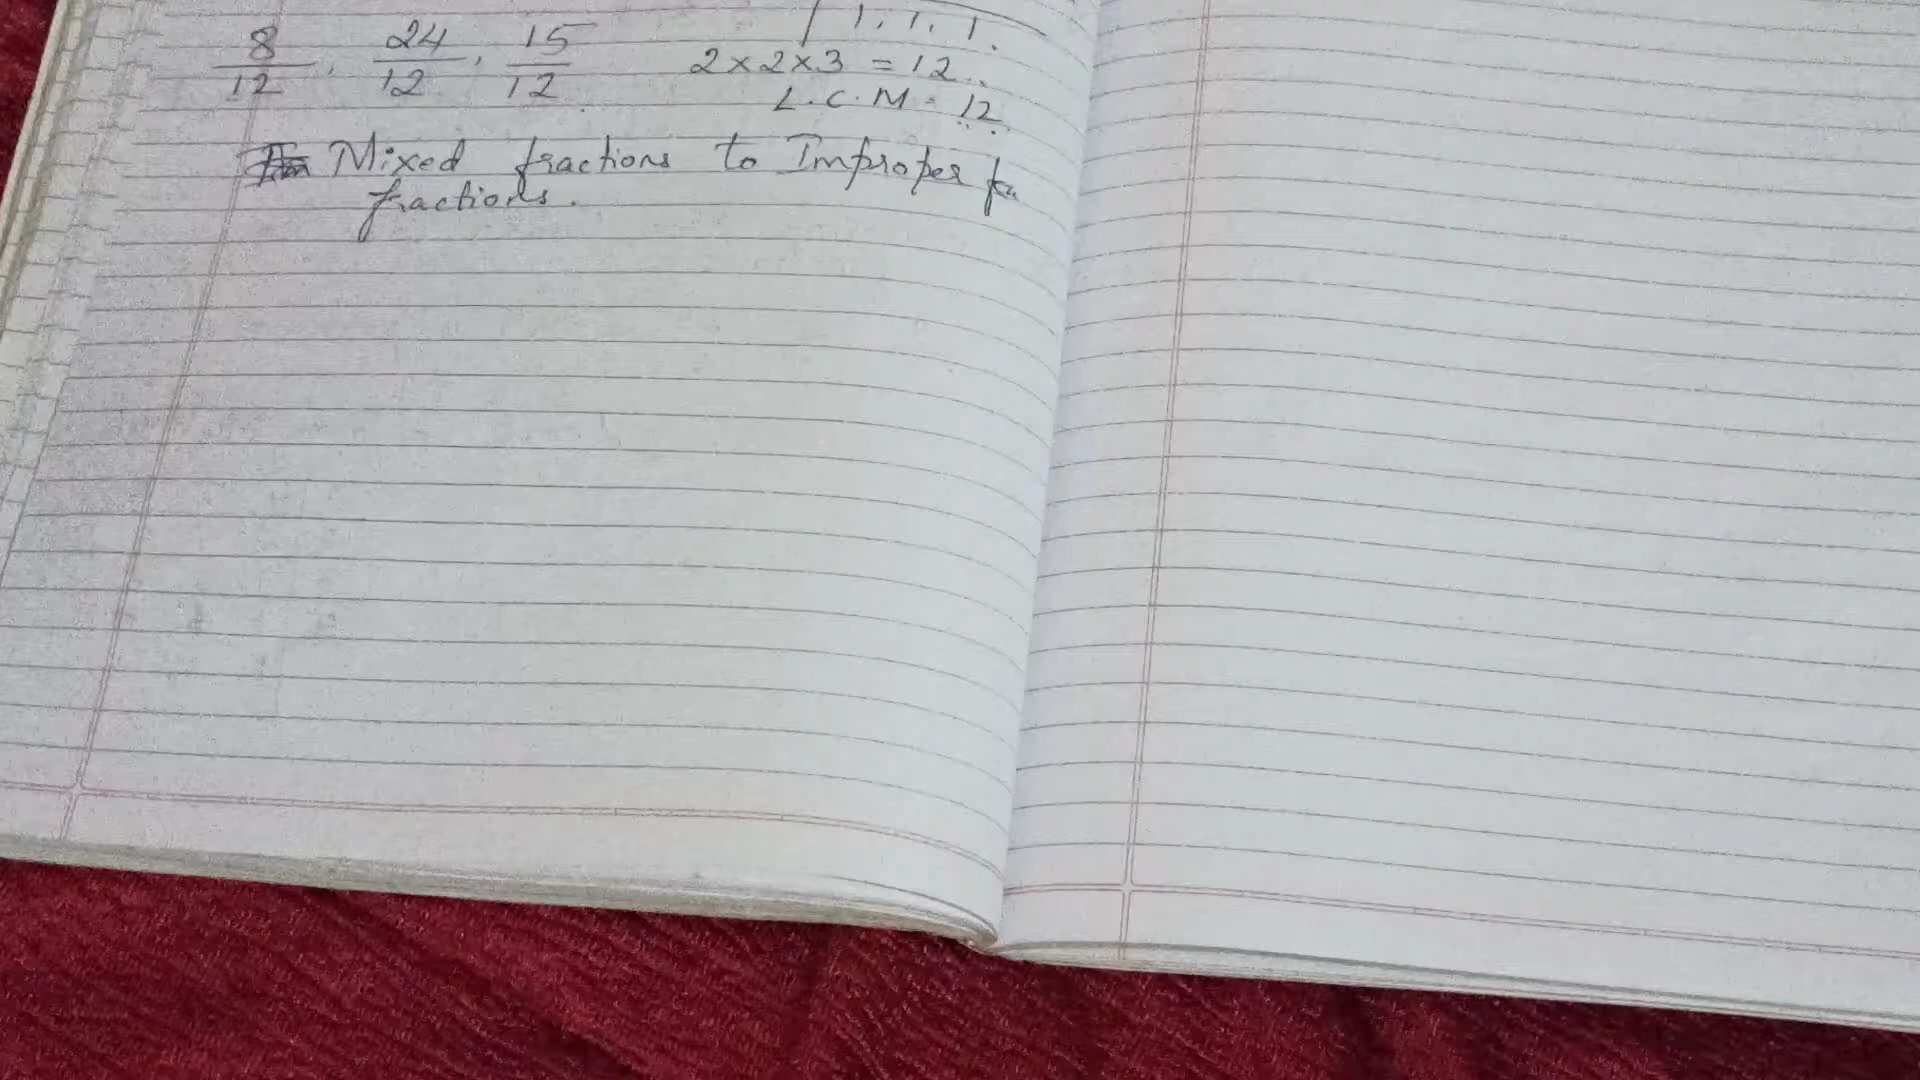 1, 1, 1.
8/12, 24/12, 15/12.
2 × 2 × 3 = 12..
L.C.M = 12
Mixed fractions to Improper
fractions.